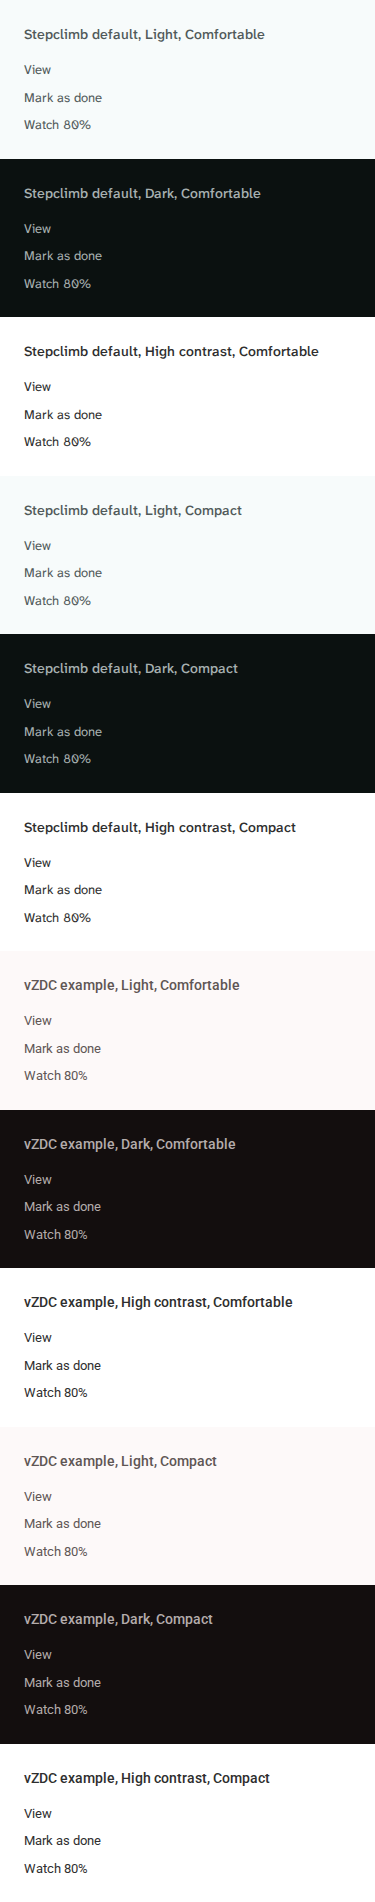 Stepclimb default, Light, Comfortable
View
Mark as done
Watch 80%
Stepclimb default, Dark, Comfortable
View
Mark as done
Watch 80%
Stepclimb default, High contrast, Comfortable
View
Mark as done
Watch 80%
Stepclimb default, Light, Compact
View
Mark as done
Watch 80%
Stepclimb default, Dark, Compact
View
Mark as done
Watch 80%
Stepclimb default, High contrast, Compact
View
Mark as done
Watch 80%
vZDC example, Light, Comfortable
View
Mark as done
Watch 80%
vZDC example, Dark, Comfortable
View
Mark as done
Watch 80%
vZDC example, High contrast, Comfortable
View
Mark as done
Watch 80%
vZDC example, Light, Compact
View
Mark as done
Watch 80%
vZDC example, Dark, Compact
View
Mark as done
Watch 80%
vZDC example, High contrast, Compact
View
Mark as done
Watch 80%